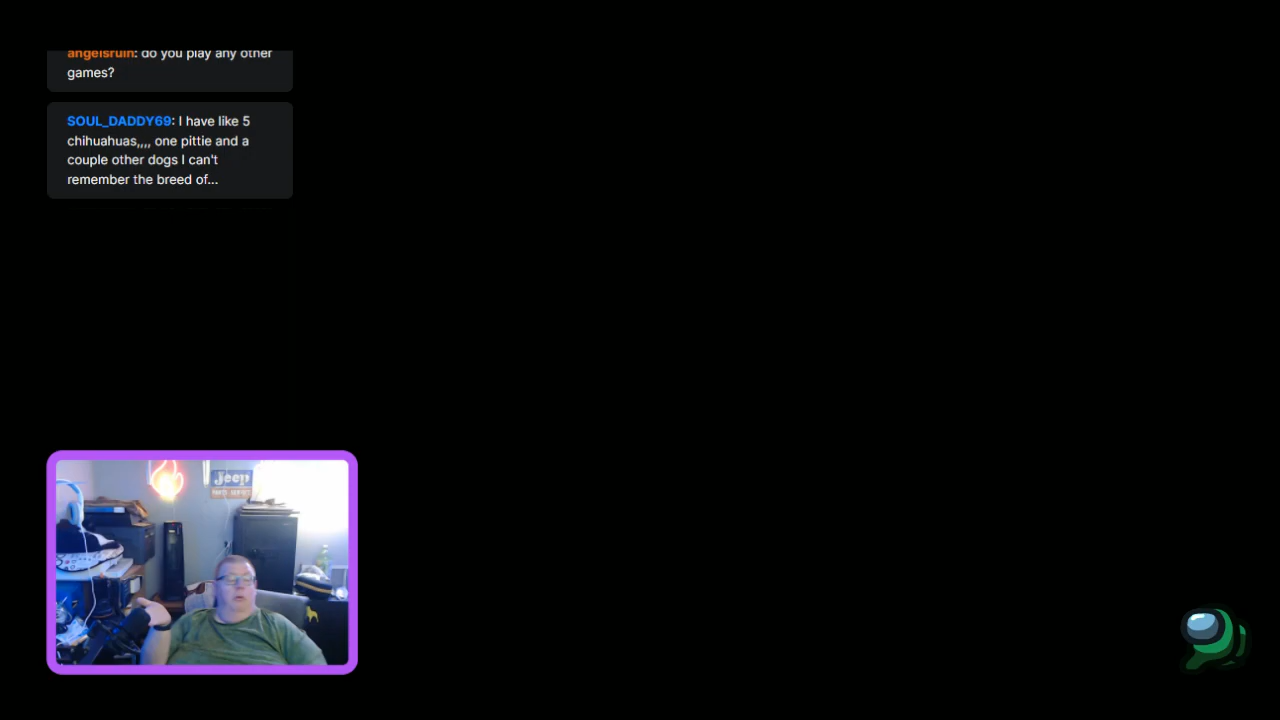 angelsruin: do you play any other
games?
SOUL_DADDY69: I have like 5
chihuahuas,,,, one pittie and a
couple other dogs I can't
remember the breed of...
Jeep